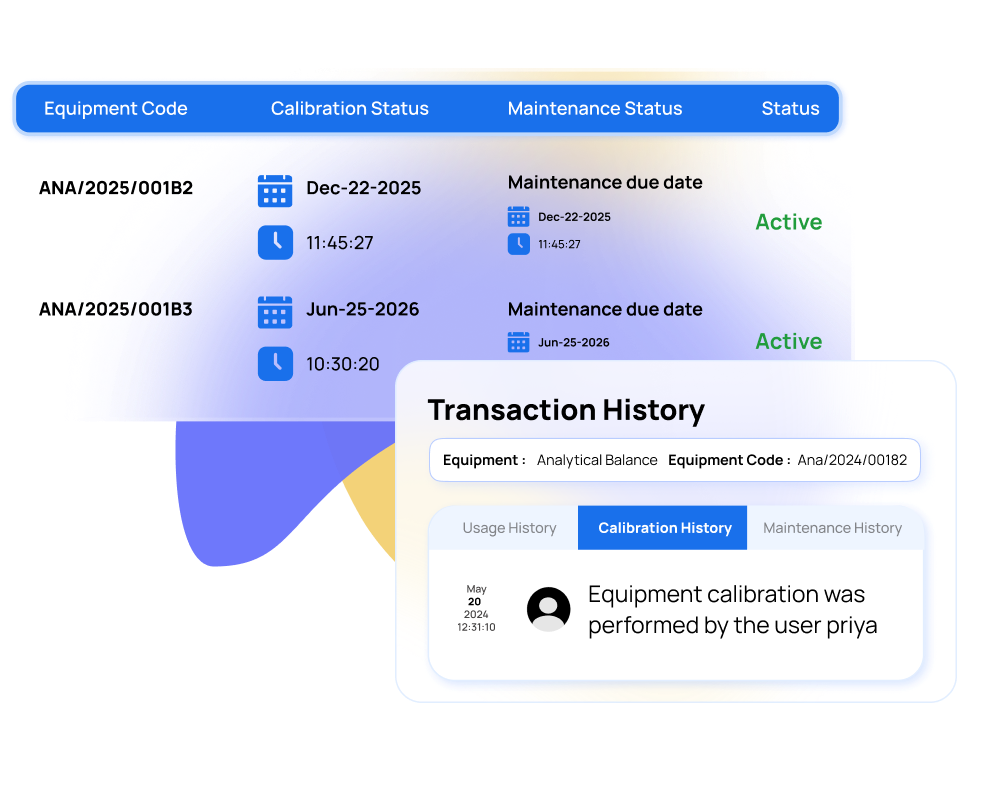 Equipment Code Calibration Status Maintenance Status Status
ANA/2025/001B2 Dec-22-2025 Maintenance due date
Dec-22-2025
Active
11:45:27 11:45:27
ANA/2025/001B3 Jun-25-2026 Maintenance due date
Jun-25-2026 Active
10:30:20
Transaction History
Equipment : Analytical Balance Equipment Code : Ana/2024/00182
Usage History Calibration History Maintenance History
May
20
2024
12:31:10
Equipment calibration was
performed by the user priya